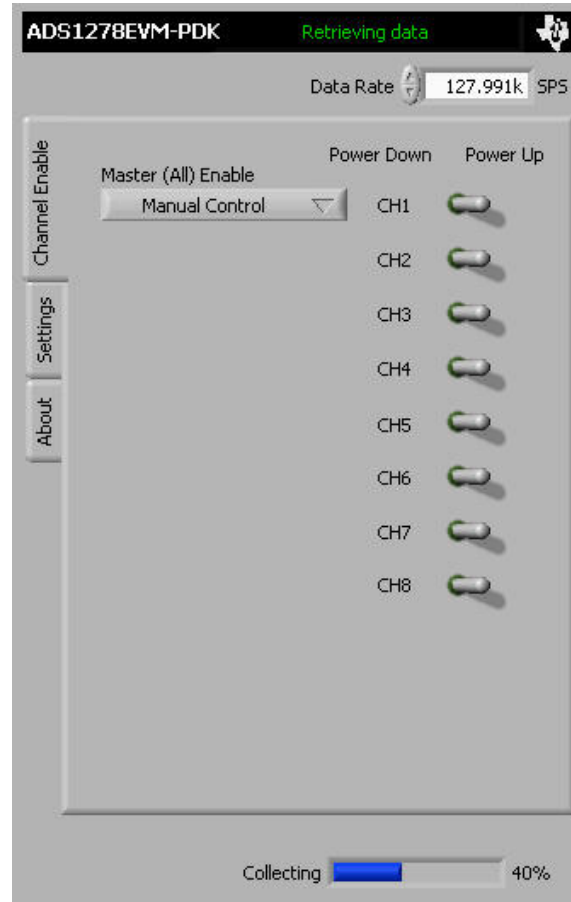 ADS1278EVM-PDK Retrieving data
Data Rate 127.991k SPS
Channel Enable
Settings
About
Master (All) Enable
Manual Control
Power Down Power Up
CH1
CH2
CH3
CH4
CH5
CH6
CH7
CH8
Collecting 40%